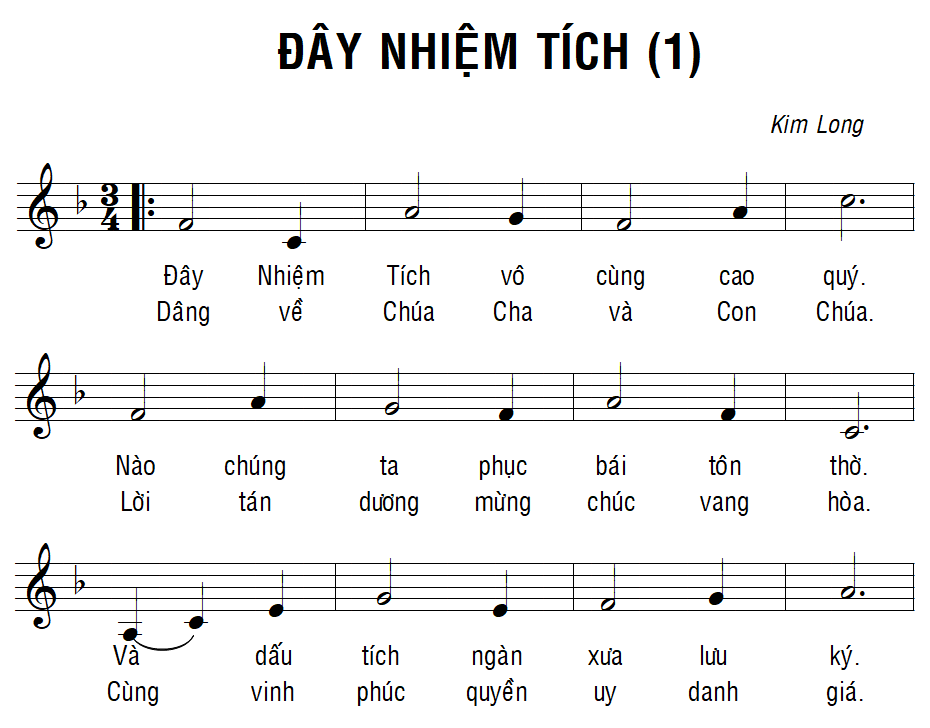 ĐÂY NHIỆM TÍCH (1)
Kim Long
3
4
Đây Nhiệm Tích vô cùng cao quý.
Dâng về Chúa Cha và Con Chúa.
Nào chúng ta phục bái tôn thờ.
Lời tán dương mừng chúc vang hòa.
Và dấu tích ngàn xưa lưu ký.
Cùng vinh phúc quyền uy danh giá.